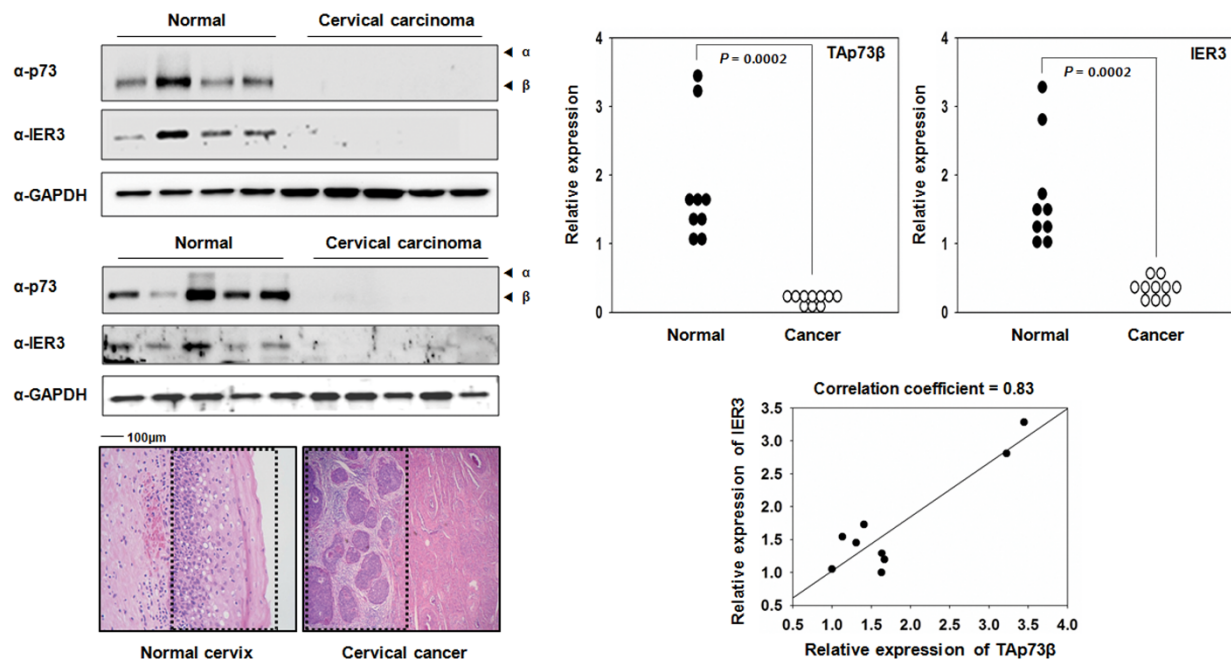 Normal Cervical carcinoma
α-p73
◄ α
◄ β
α-IER3
α-GAPDH
Normal Cervical carcinoma
α-p73
◄ α
◄ β
α-IER3
α-GAPDH
100μm
Normal cervix Cervical cancer
TAp73β
P = 0.0002
Relative expression
4
3
2
1
0
Normal Cancer
IER3
P = 0.0002
Relative expression
4
3
2
1
0
Normal Cancer
Correlation coefficient = 0.83
Relative expression of IER3
3.5
3.0
2.5
2.0
1.5
1.0
0.5
0.5 1.0 1.5 2.0 2.5 3.0 3.5 4.0
Relative expression of TAp73β